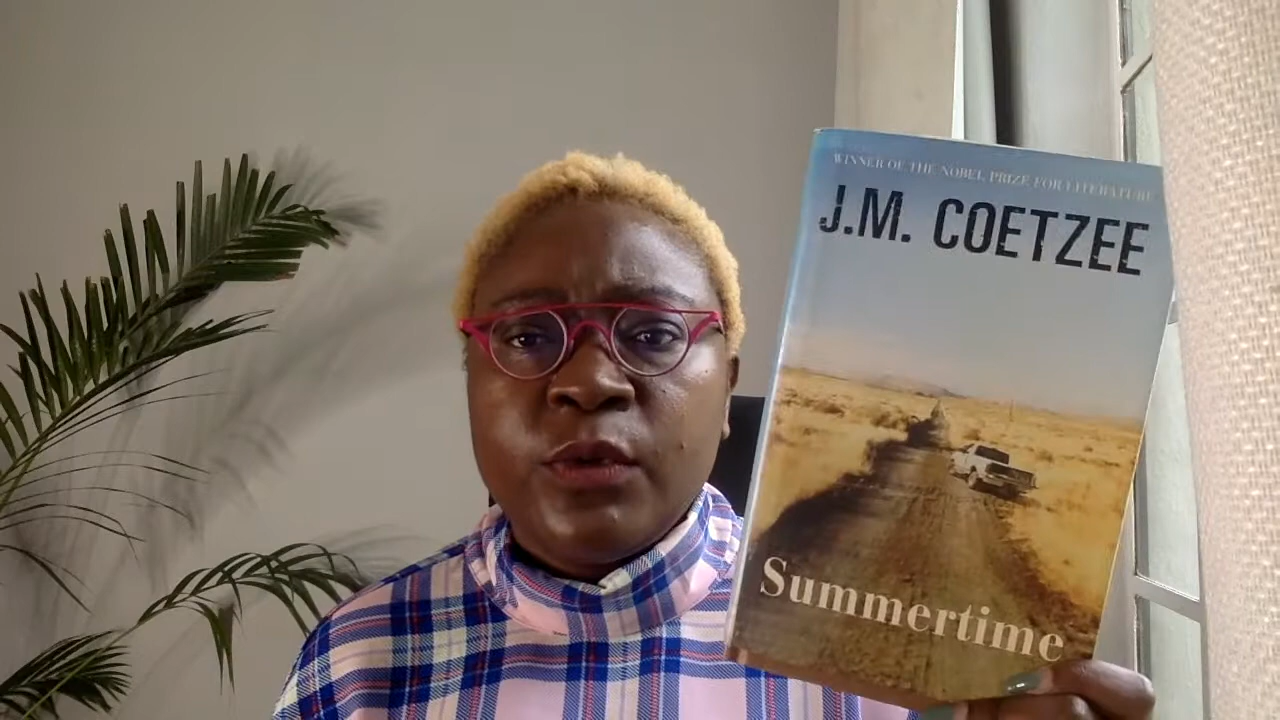 WINNER OF THE NOBEL PRIZE FOR LITERATURE
J.M. COETZEE
Summertime